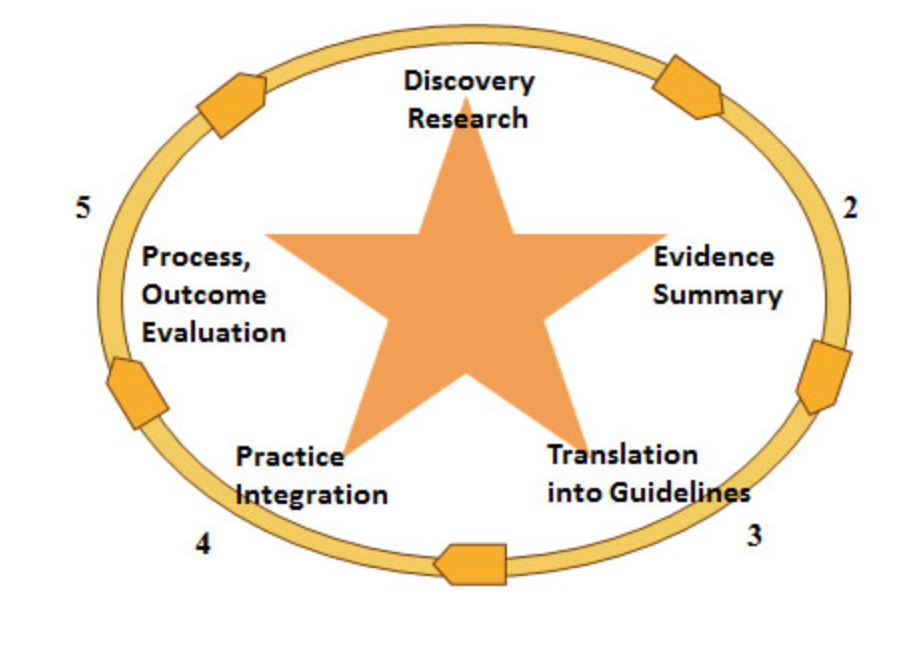 Discovery
Research
2
Evidence
Summary
Translation
into Guidelines
3
Practice
Integration
4
5
Process,
Outcome
Evaluation